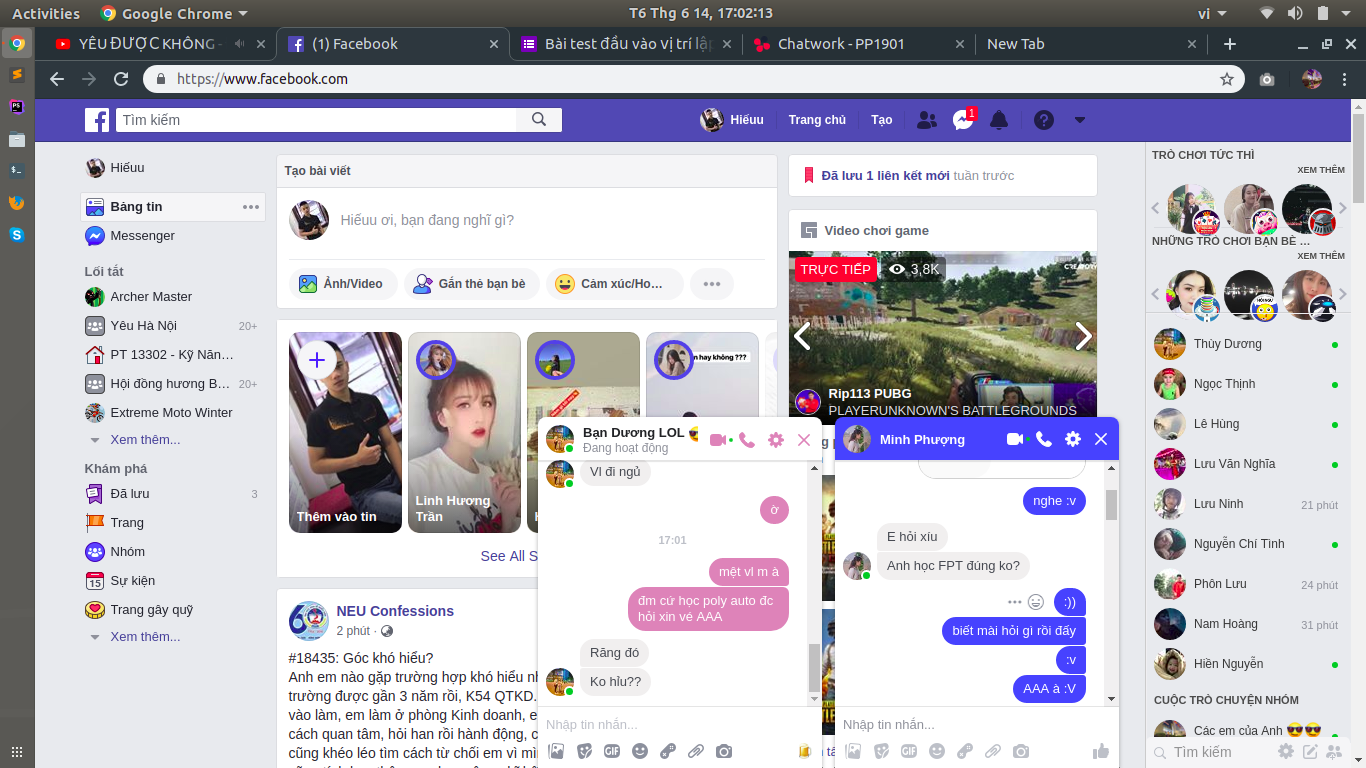 Activities
Google Chrome
T6 Thg 6 14, 17:02:13
vi
YÊU ĐƯỢC KHÔNG -
(1) Facebook
Bài test đầu vào vị trí lập
Chatwork - PP1901
New Tab
https://www.facebook.com
Tìm kiếm
Hiếuu
Trang chủ
Tạo
1
Hiếuu
Bảng tin
Messenger
Lối tắt
Archer Master
Yêu Hà Nội
20+
PT 13302 - Kỹ Năn...
Hội đồng hương B...
20+
Extreme Moto Winter
Xem thêm...
Khám phá
Đã lưu
3
Trang
Nhóm
15
Sự kiện
Trang gây quỹ
Xem thêm...
Tạo bài viết
Hiếuu ơi, bạn đang nghĩ gì?
Ảnh/Video
Gắn thẻ bạn bè
Cảm xúc/Ho...
Thêm vào tin
Linh Hương
Trần
n hay không ???
See All S
NEU Confessions
2 phút ·
#18435: Góc khó hiểu?
Anh em nào gặp trường hợp khó hiểu nh
trường được gần 3 năm rồi, K54 QTKD.
vào làm, em làm ở phòng Kinh doanh, e
cách quan tâm, hỏi han rồi hành động, c
cũng khéo léo tìm cách từ chối em vì mì
Đã lưu 1 liên kết mới tuần trước
Video chơi game
TRỰC TIẾP
3,8K
Rip113 PUBG
PLAYERUNKNOWN'S BATTLEGROUNDS
Bạn Dương LOL 😎
Đang hoạt động
Vl đi ngủ
ờ
17:01
mệt vl m à
đm cứ học poly auto đc
hỏi xin vé AAA
Răng đó
Ko hỉu??
Nhập tin nhắn...
GIF
Minh Phượng
nghe :v
E hỏi xíu
Anh học FPT đúng ko?
:))
biết mài hỏi gì rồi đấy
:v
AAA à :V
Nhập tin nhắn...
GIF
TRÒ CHƠI TỨC THÌ
XEM THÊM
NHỮNG TRÒ CHƠI BẠN BÈ ...
XEM THÊM
Thùy Dương
Ngọc Thịnh
Lê Hùng
Lưu Văn Nghĩa
Lưu Ninh
21 phút
Nguyễn Chí Tình
Phôn Lưu
24 phút
Nam Hoàng
31 phút
Hiền Nguyễn
CUỘC TRÒ CHUYỆN NHÓM
Các em của Anh 😎😎
Tìm kiếm